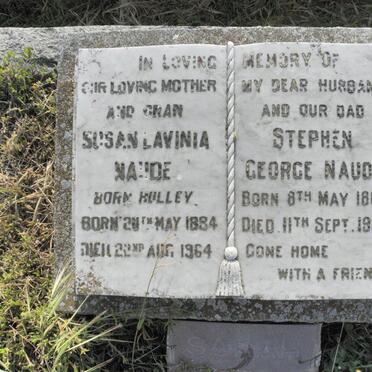 IN LOVING
OUR LOVING MOTHER
AND GRAN
SUSAN LAVINIA
NAUDE
BORN HULLEY
BORN 28TH MAY 1884
DIED 22ND AUG 1964
MEMORY OF
MY DEAR HUSBAN
AND OUR DAD
STEPHEN
GEORGE NAUD
BORN 8TH MAY 18
DIED 11TH SEPT. 19
GONE HOME
WITH A FRIEN